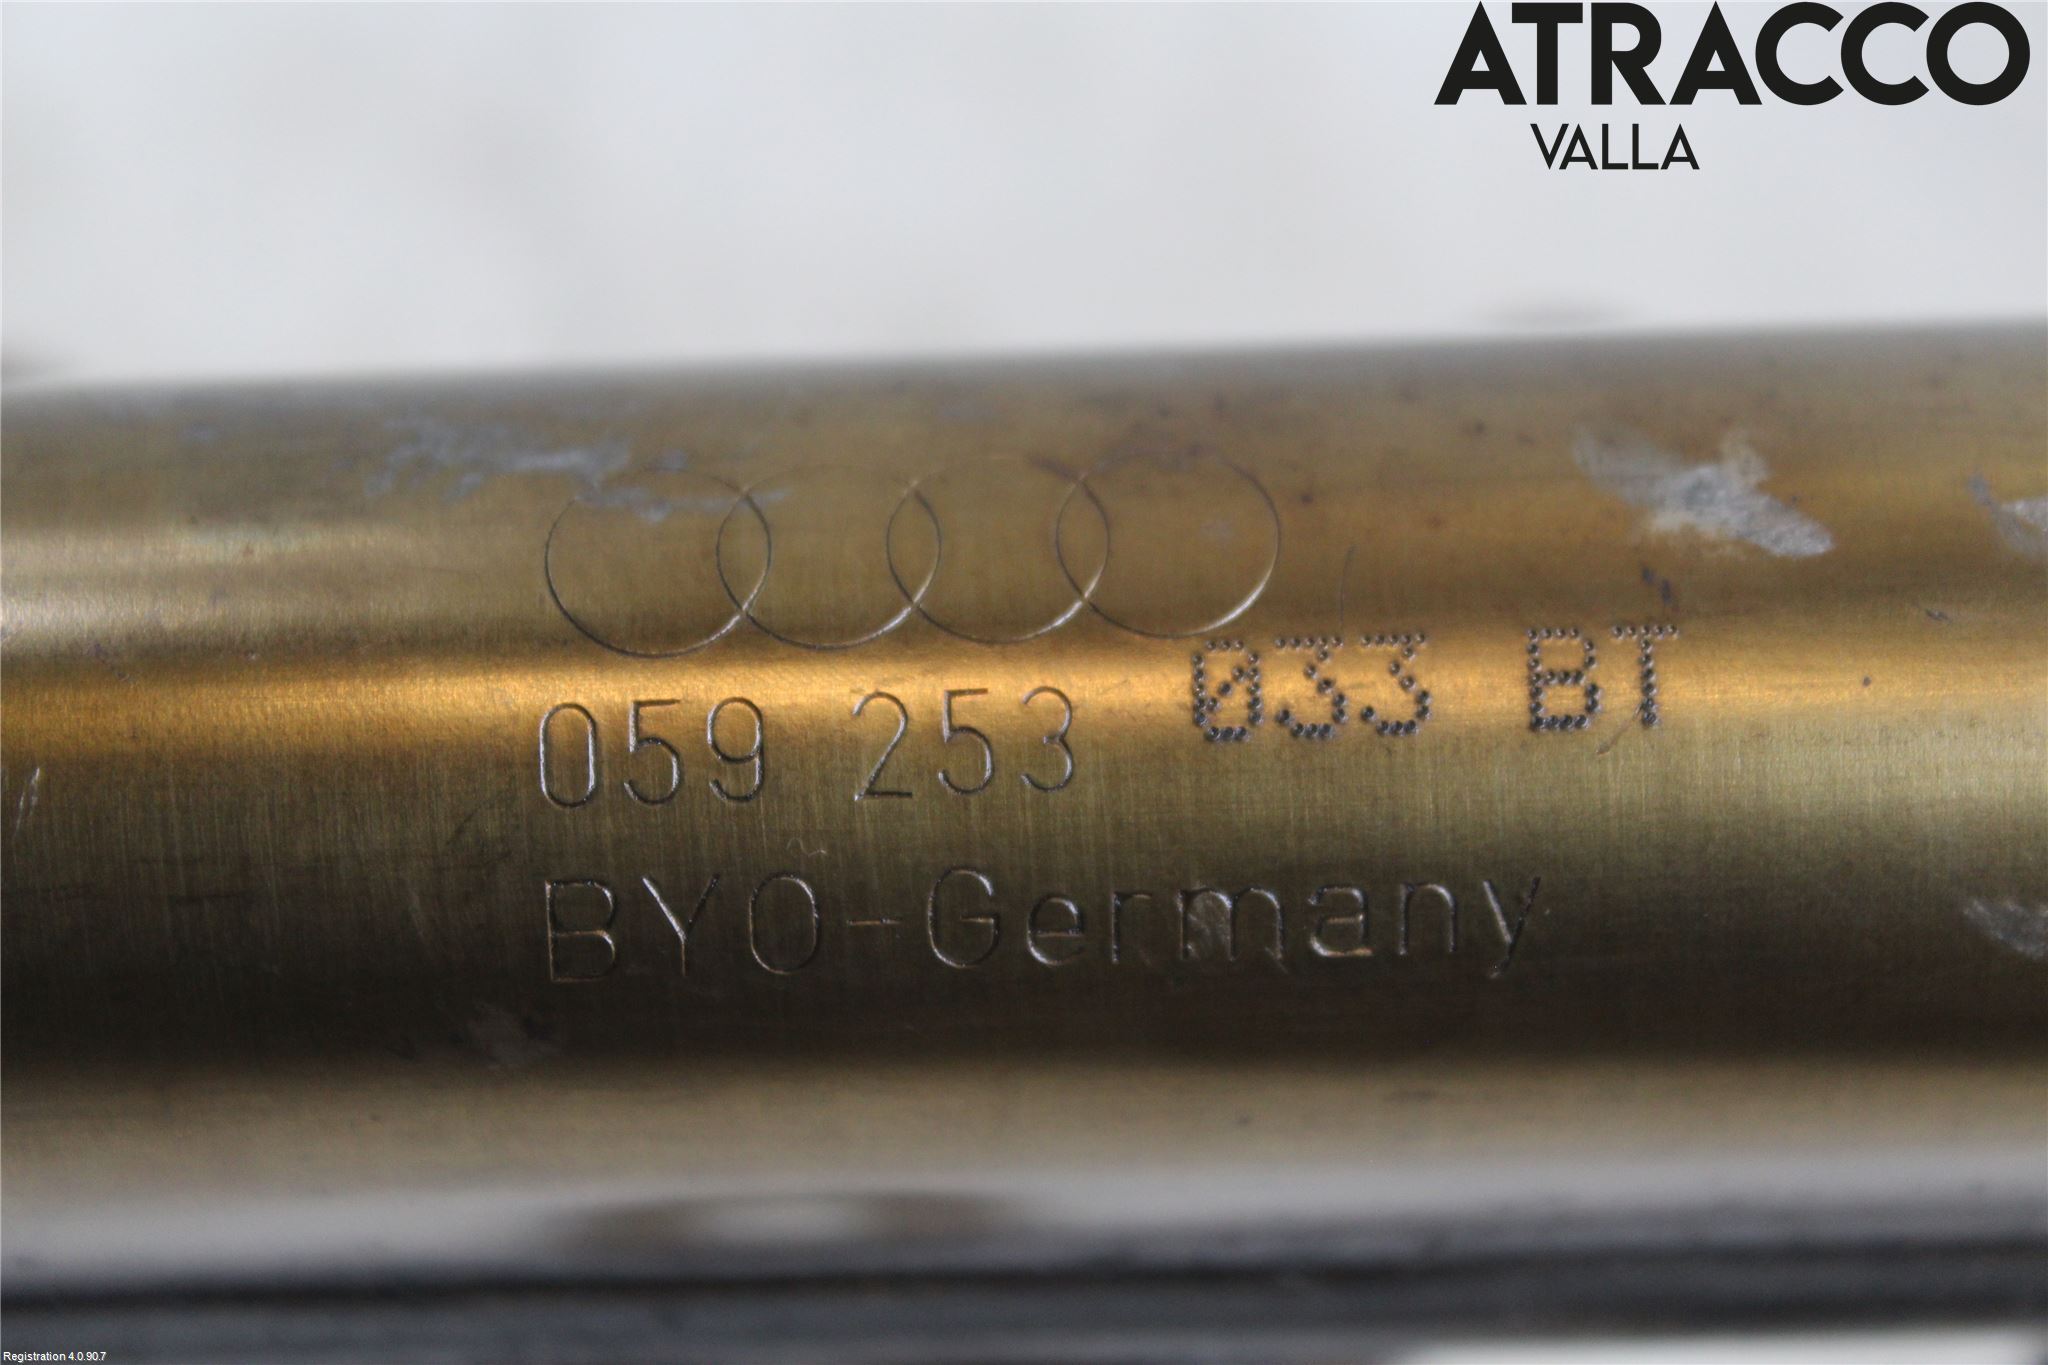 ATRACCO
VALLA
059 253 033 BT
BYO-Germany
Registration 4.0.90.7